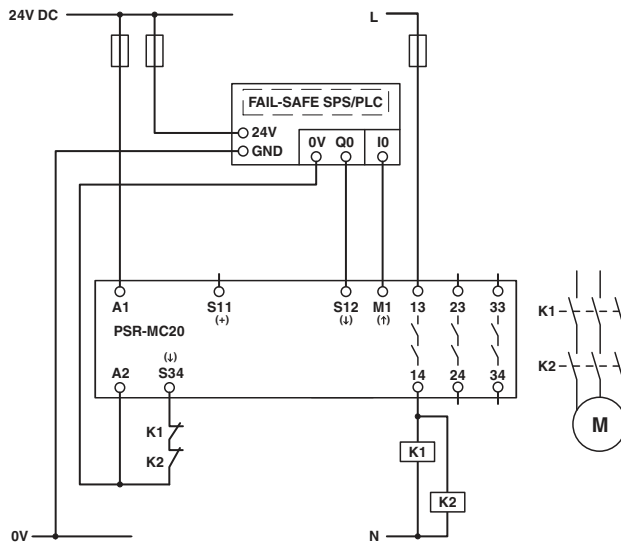 24V DC
L
FAIL-SAFE SPS/PLC
24V
GND
0V Q0 I0
A1 S11 S12 M1 13 23 33
(+) (↓) (↑)
PSR-MC20
(↓)
A2 S34 14 24 34
K1
K2
K1
K2
K1
K2
M
0V
N